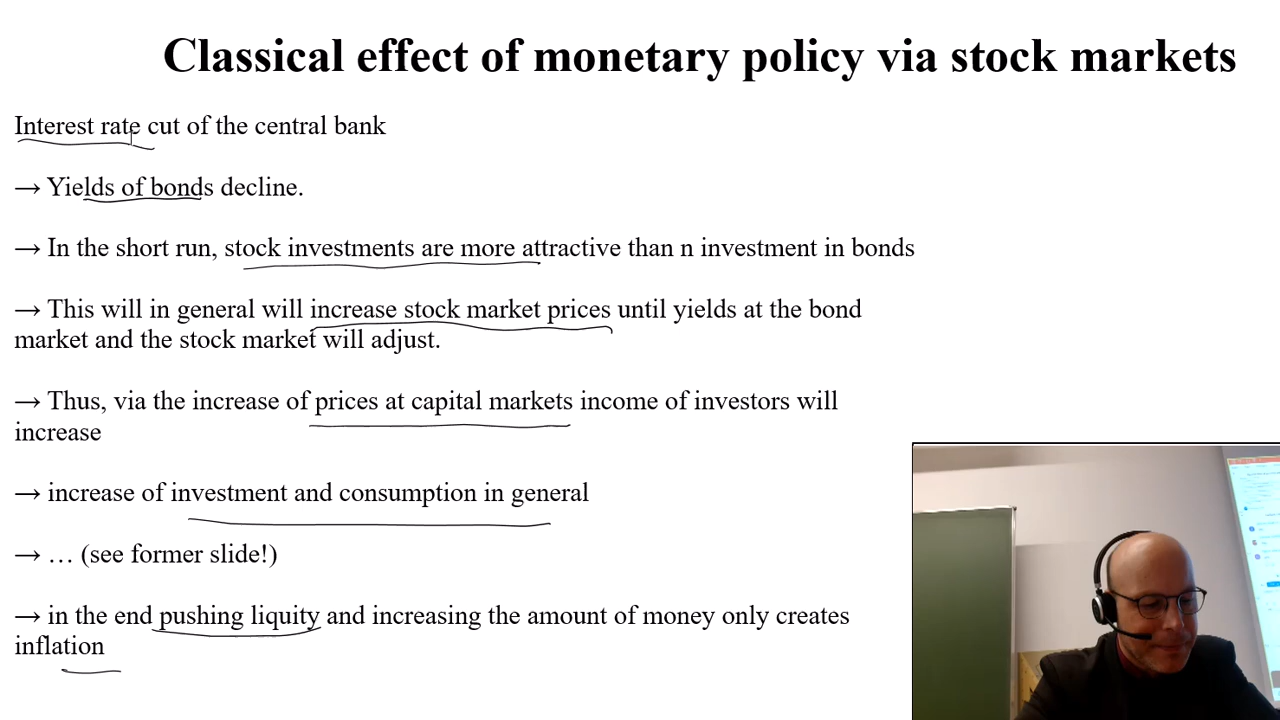 Classical effect of monetary policy via stock markets
Interest rate cut of the central bank
→ Yields of bonds decline.
→ In the short run, stock investments are more attractive than n investment in bonds
→ This will in general will increase stock market prices until yields at the bond
market and the stock market will adjust.
→ Thus, via the increase of prices at capital markets income of investors will
increase
→ increase of investment and consumption in general
→ … (see former slide!)
→ in the end pushing liquity and increasing the amount of money only creates
inflation